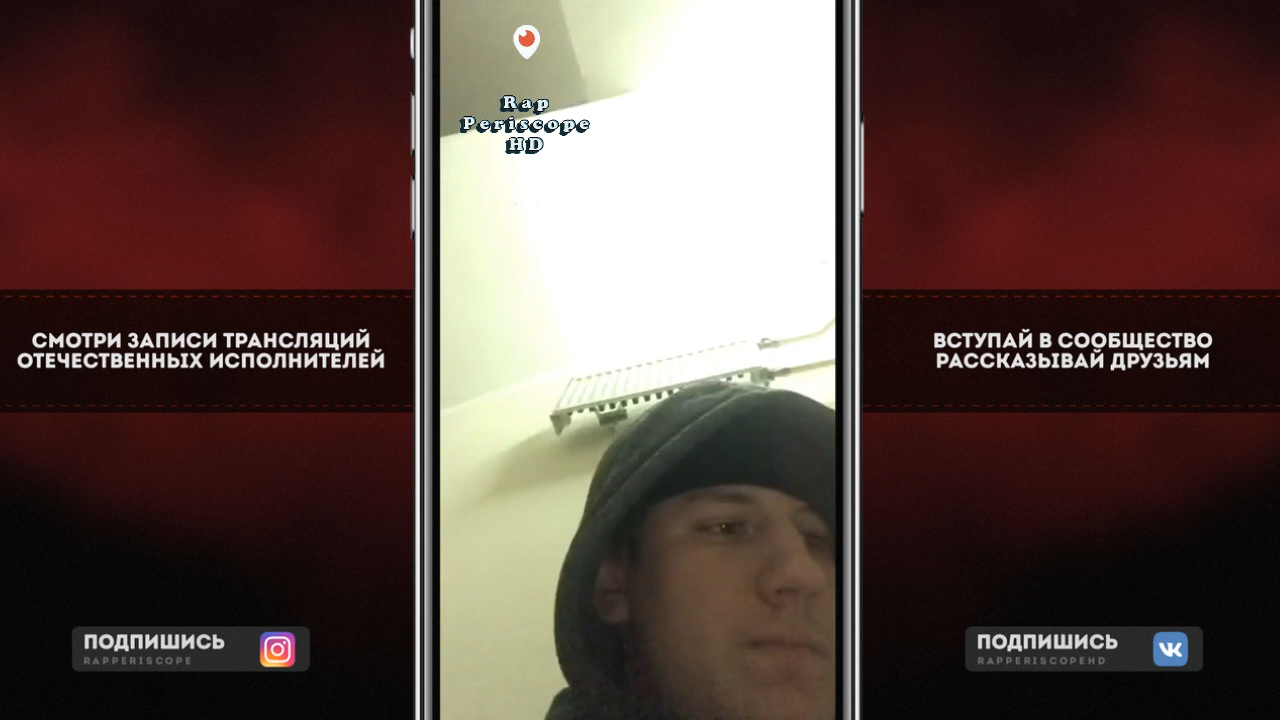 Rap
Periscope
HD
СМОТРИ ЗАПИСИ ТРАНСЛЯЦИЙ
ОТЕЧЕСТВЕННЫХ ИСПОЛНИТЕЛЕЙ
ВСТУПАЙ В СООБЩЕСТВО
РАССКАЗЫВАЙ ДРУЗЬЯМ
ПОДПИШИСЬ
RAPPERISCOPE
ПОДПИШИСЬ
RAPPERISCOPEHD